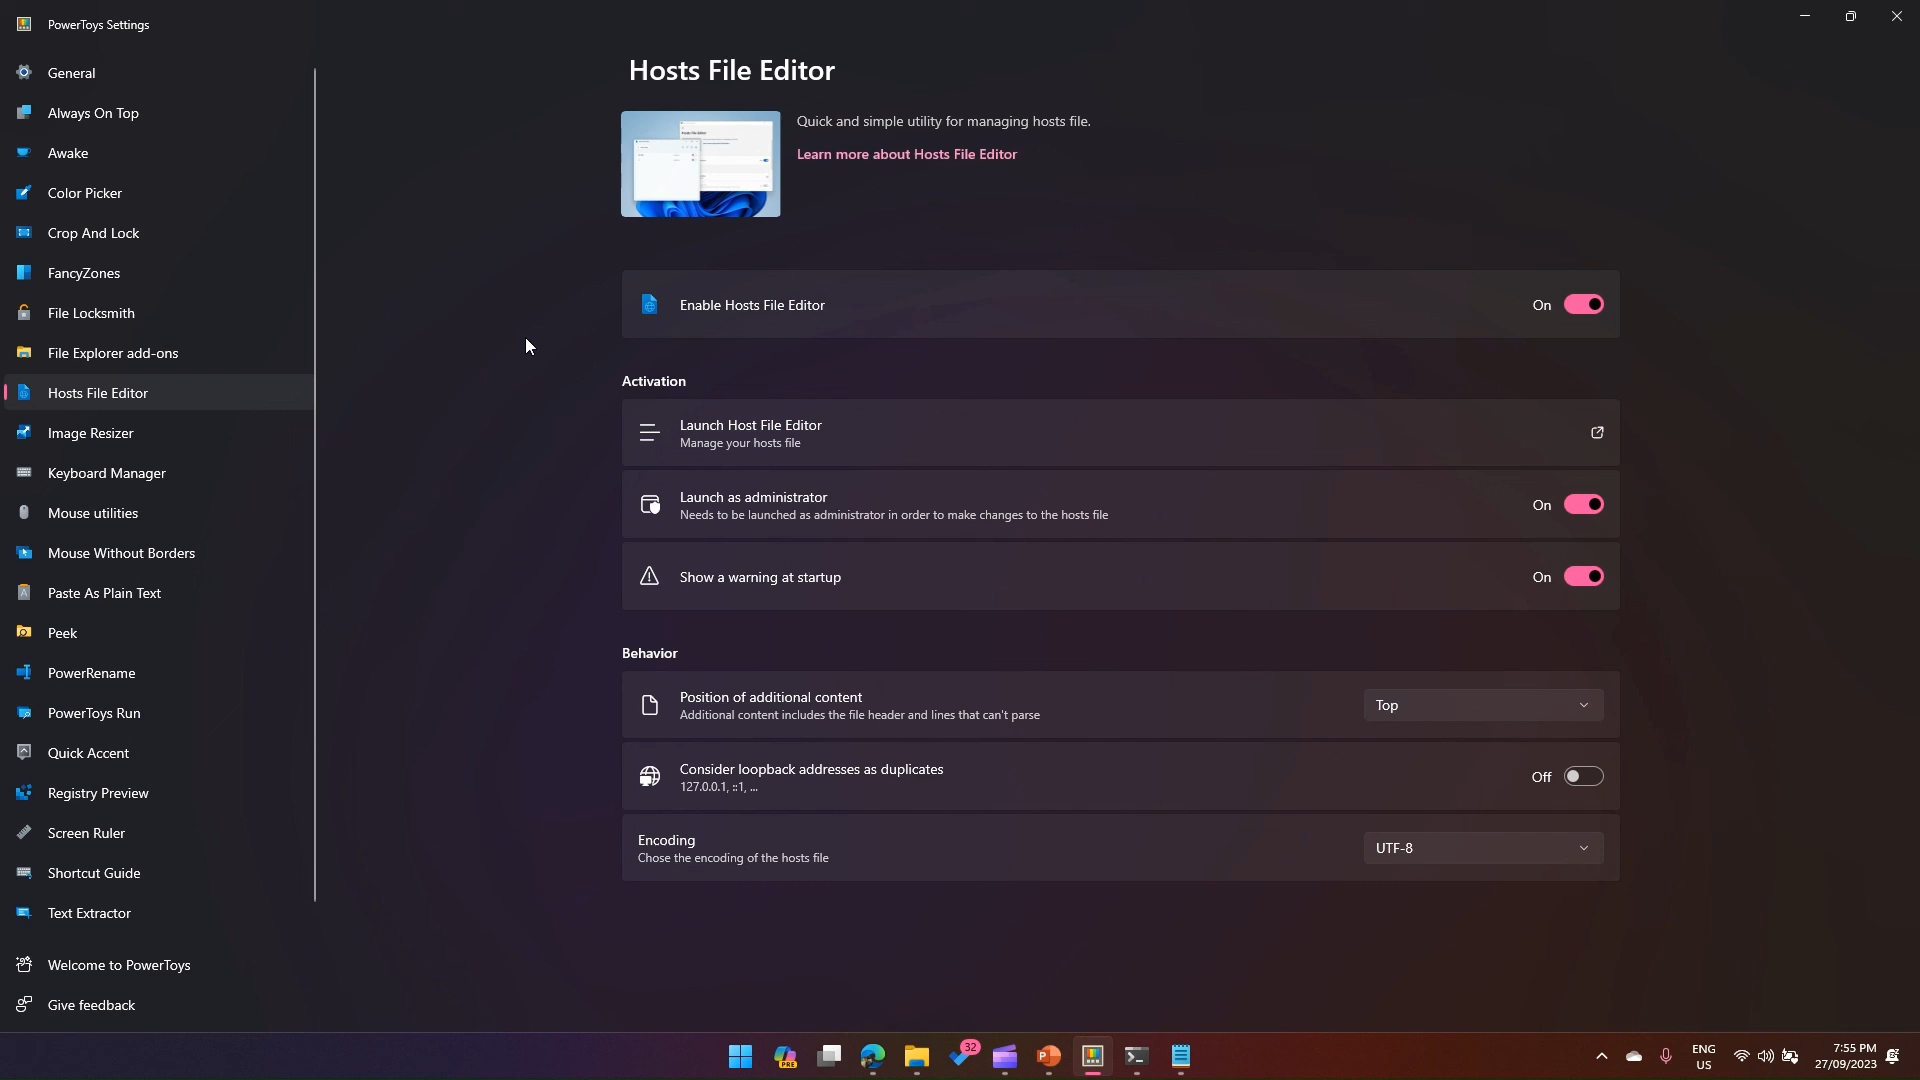 PowerToys Settings
General
Always On Top
Awake
Color Picker
Crop And Lock
FancyZones
File Locksmith
File Explorer add-ons
Hosts File Editor
Image Resizer
Keyboard Manager
Mouse utilities
Mouse Without Borders
Paste As Plain Text
Peek
PowerRename
PowerToys Run
Quick Accent
Registry Preview
Screen Ruler
Shortcut Guide
Text Extractor
Welcome to PowerToys
Give feedback
Hosts File Editor
Quick and simple utility for managing hosts file.
Learn more about Hosts File Editor
Enable Hosts File Editor
On
Activation
Launch Host File Editor
Manage your hosts file
Launch as administrator
Needs to be launched as administrator in order to make changes to the hosts file
On
Show a warning at startup
On
Behavior
Position of additional content
Additional content includes the file header and lines that can't parse
Top
Consider loopback addresses as duplicates
127.0.0.1, ::1, ...
Off
Encoding
Chose the encoding of the hosts file
UTF-8
PRE
32
ENG
US
7:55 PM
27/09/2023